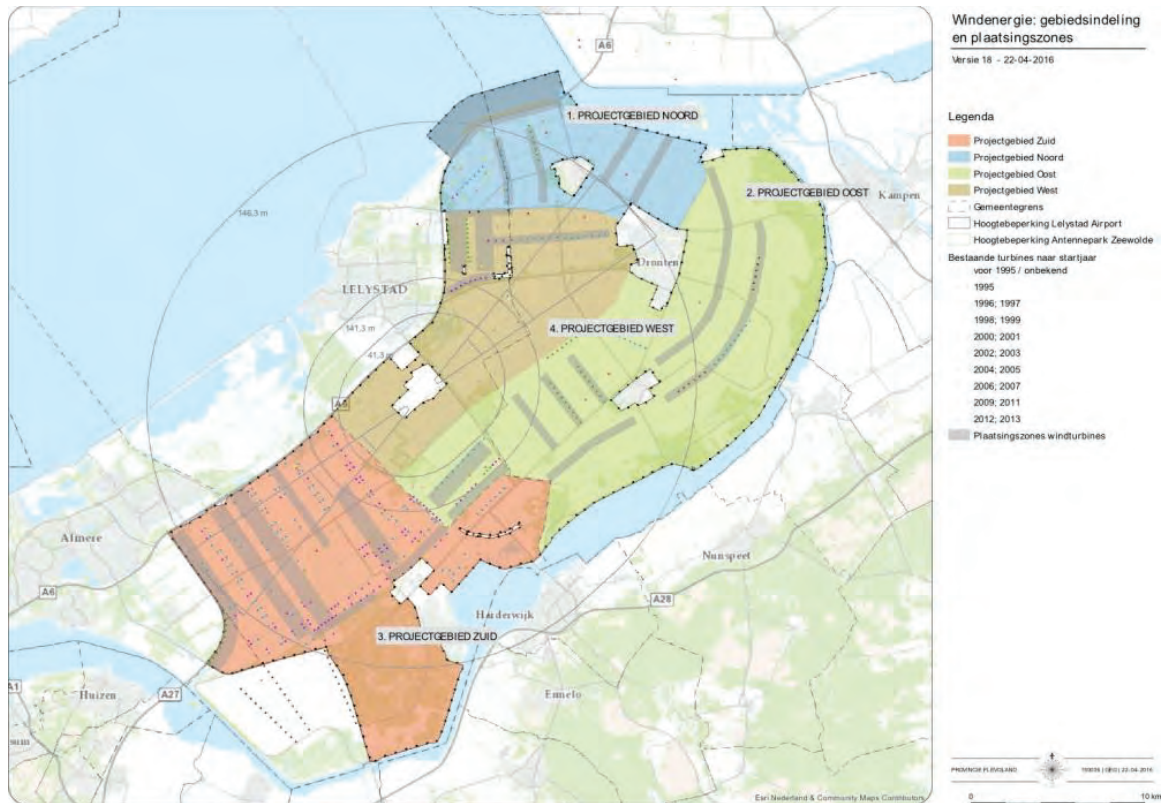 Windenergie: gebiedsindeling
en plaatsingszones
Versie 18 - 22-04-2016
Legenda
Projectgebied Zuid
Projectgebied Noord
Projectgebied Oost
Projectgebied West
Gemeentegrens
Hoogtebeperking Lelystad Airport
Hoogtebeperking Antennepark Zeewolde
Bestaande turbines naar startjaar
voor 1995 / onbekend
1995
1996; 1997
1998; 1999
2000; 2001
2002; 2003
2004; 2005
2006; 2007
2009; 2011
2012; 2013
Plaatsingszones windturbines
A6
1. PROJECTGEBIED NOORD
2. PROJECTGEBIED OOST
Kampen
146,3 m
Dronten
LELYSTAD
141,3 m
4. PROJECTGEBIED WEST
41,3 m
A6
Almere
Nunspeet
A6
A28
Harderwijk
3. PROJECTGEBIED ZUID
A1
Huizen
A27
Ermelo
Esri Nederland & Community Maps Contributors
PROVINCIE FLEVOLAND
22-04-2016
0 10 km